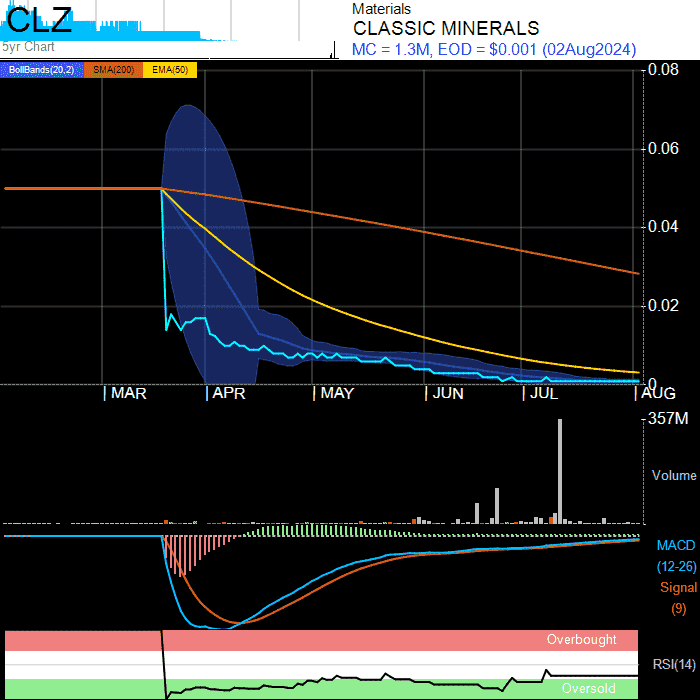 CLZ
5yr Chart
Materials
CLASSIC MINERALS
MC = 1.3M, EOD = $0.001 (02Aug2024)
BollBands(20,2) SMA(200) EMA(50)
0.08
0.06
0.04
0.02
0
MAR APR MAY JUN JUL AUG
357M
Volume
MACD
(12-26)
Signal
(9)
Overbought
RSI(14)
Oversold